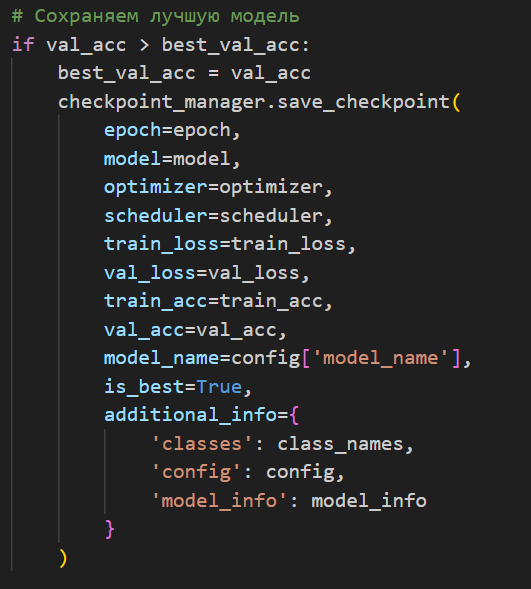 # Сохраняем лучшую модель
if val_acc > best_val_acc:
    best_val_acc = val_acc
    checkpoint_manager.save_checkpoint(
        epoch=epoch,
        model=model,
        optimizer=optimizer,
        scheduler=scheduler,
        train_loss=train_loss,
        val_loss=val_loss,
        train_acc=train_acc,
        val_acc=val_acc,
        model_name=config['model_name'],
        is_best=True,
        additional_info={
            'classes': class_names,
            'config': config,
            'model_info': model_info
        }
    )